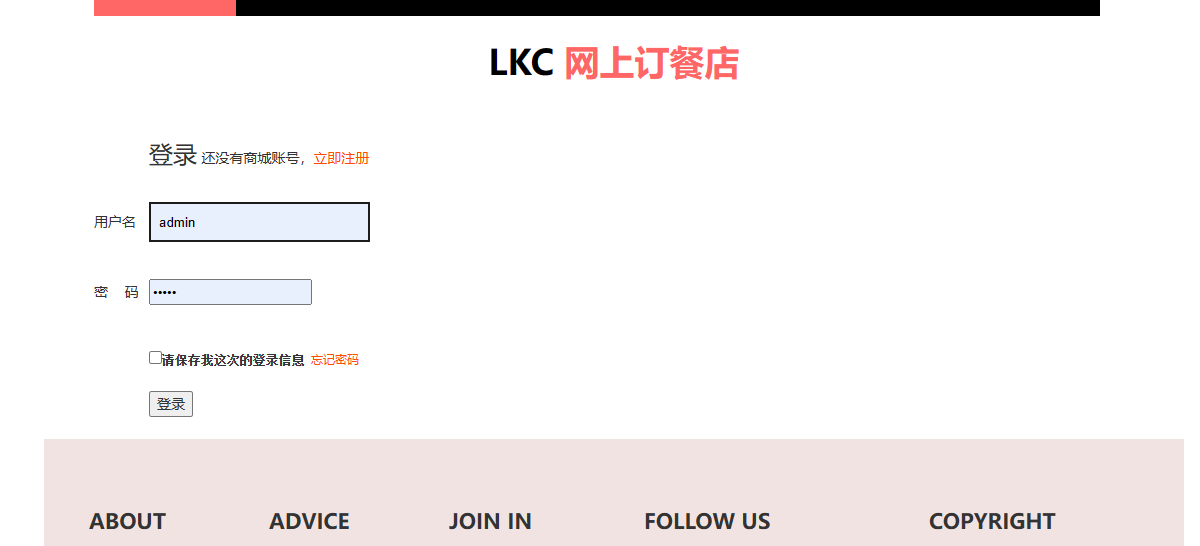 LKC 网上订餐店
登录 还没有商城账号，立即注册
用户名 admin
密 码 •••••
请保存我这次的登录信息 忘记密码
登录
ABOUT ADVICE JOIN IN FOLLOW US COPYRIGHT